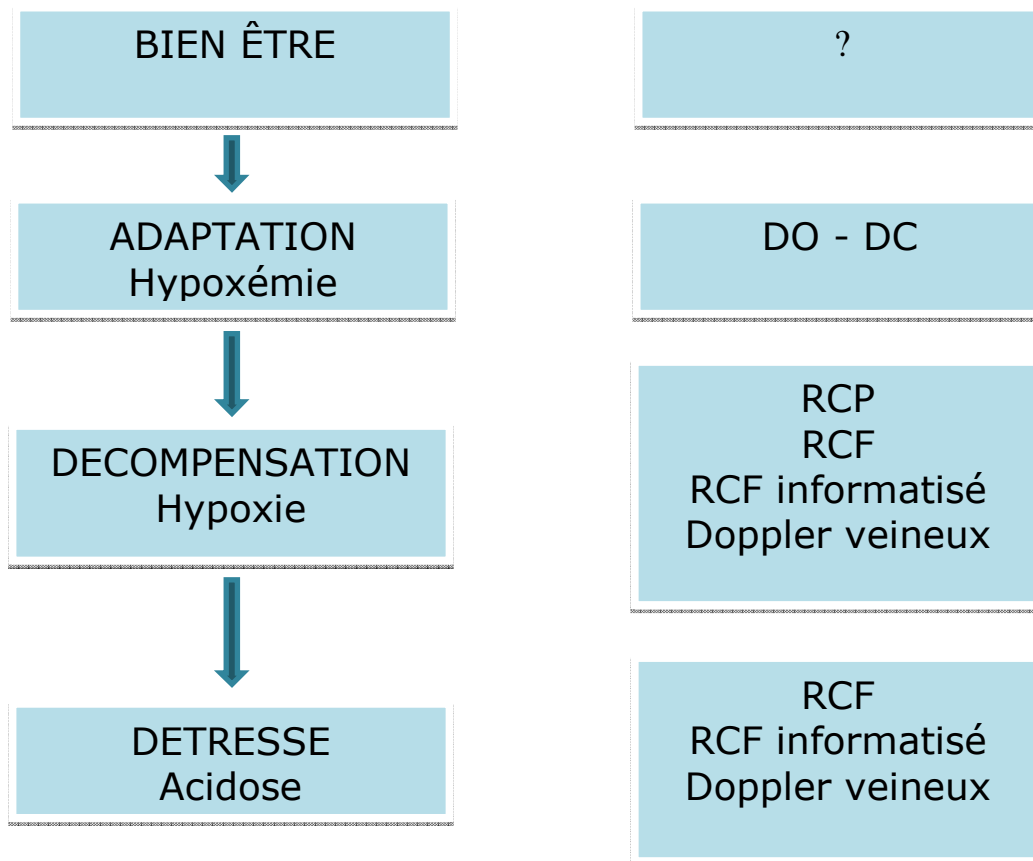 BIEN ÊTRE
?
ADAPTATION
Hypoxémie
DO - DC
DECOMPENSATION
Hypoxie
RCP
RCF
RCF informatisé
Doppler veineux
DETRESSE
Acidose
RCF
RCF informatisé
Doppler veineux